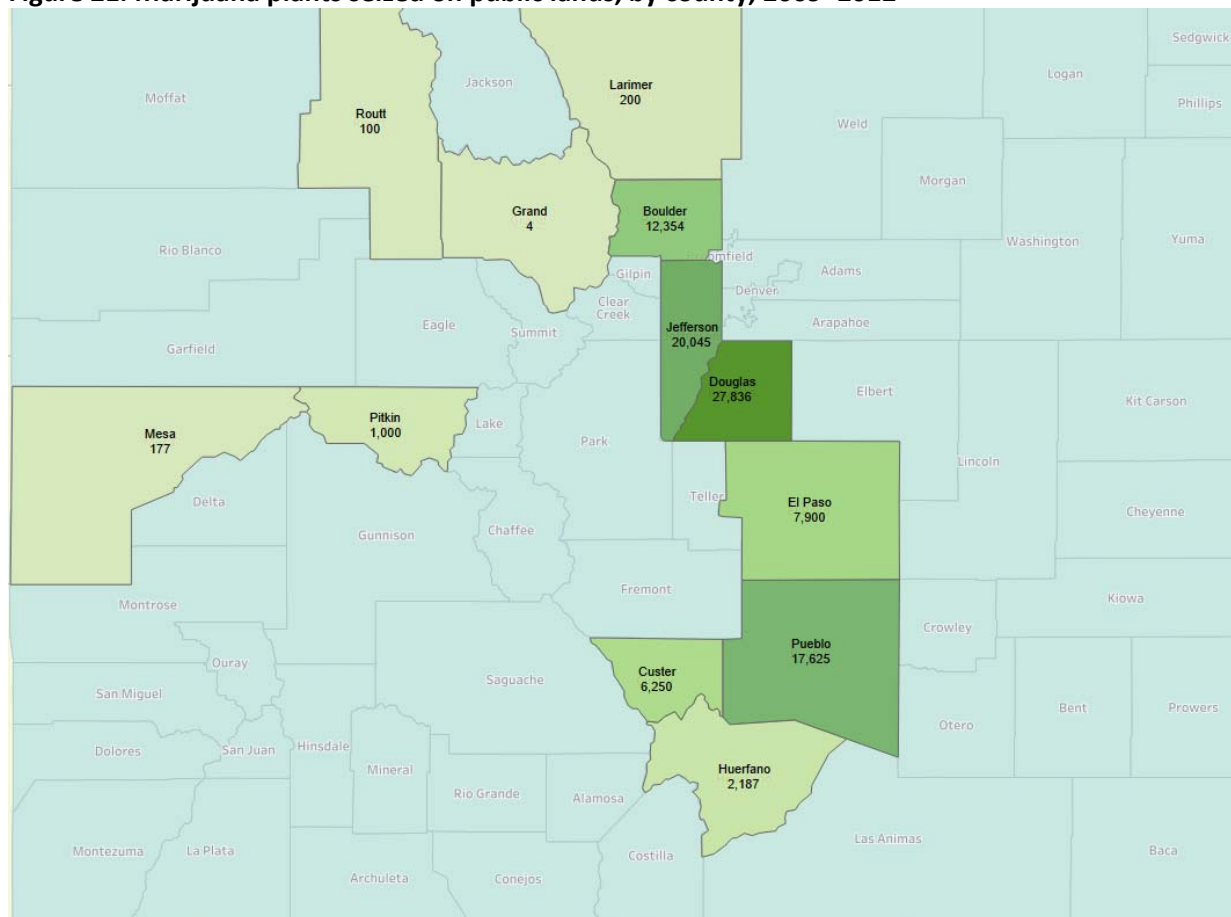 Marijuana plants seized on public lands, by county,
Sedgwick
Logan
Jackson
Larimer
200
Moffat
Phillips
Routt
100
Weld
Morgan
Grand
4
Boulder
12,354
Washington
Yuma
Rio Blanco
Broomfield
Gilpin
Adams
Denver
Clear
Creek
Eagle
Summit
Arapahoe
Jefferson
20,045
Garfield
Douglas
27,836
Elbert
Kit Carson
Pitkin
1,000
Lake
Mesa
177
Park
Lincoln
Teller
El Paso
7,900
Delta
Cheyenne
Gunnison
Chaffee
Fremont
Kiowa
Montrose
Crowley
Pueblo
17,625
Ouray
Custer
6,250
Saguache
San Miguel
Bent
Prowers
Otero
Hinsdale
San Juan
Dolores
Mineral
Huerfano
2,187
Rio Grande
Alamosa
Las Animas
Montezuma
La Plata
Costilla
Baca
Archuleta
Conejos